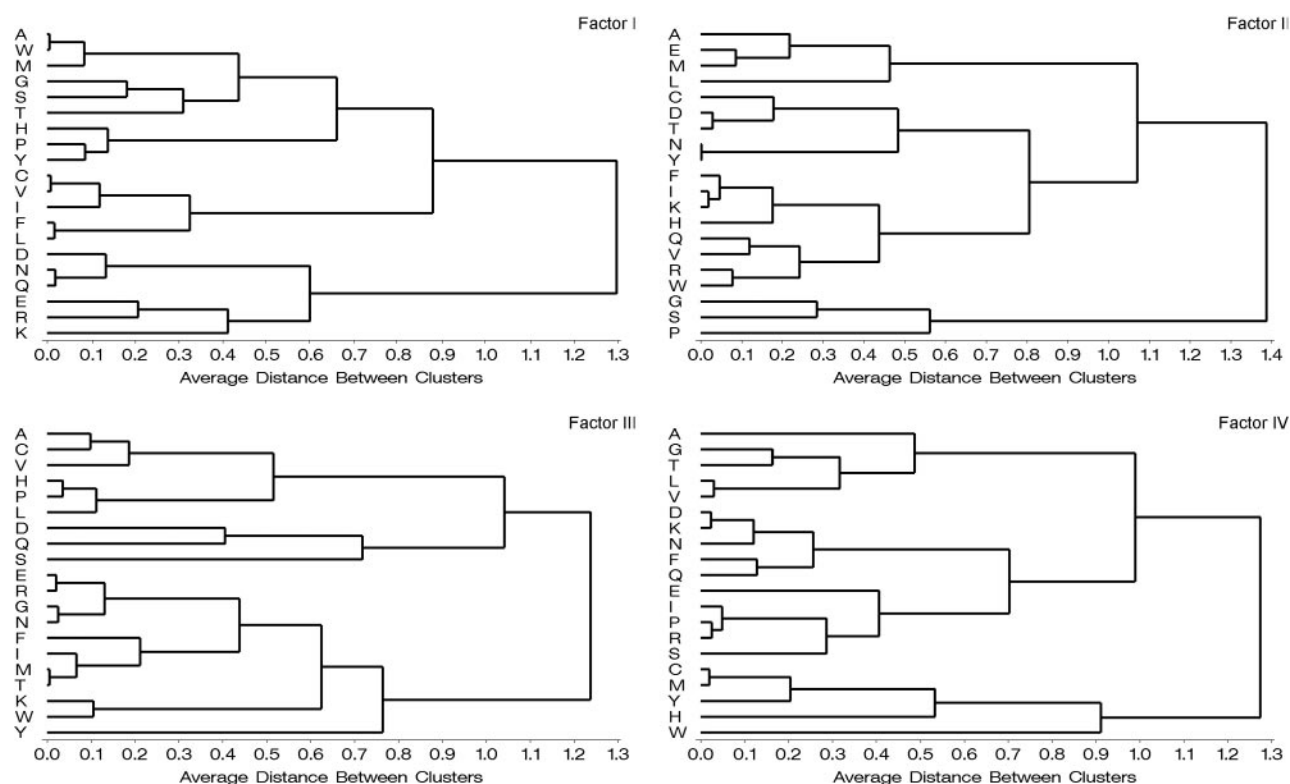 Factor I
A
W
M
G
S
T
H
P
Y
C
V
I
F
L
D
N
Q
E
R
K
0.0 0.1 0.2 0.3 0.4 0.5 0.6 0.7 0.8 0.9 1.0 1.1 1.2 1.3
Average Distance Between Clusters
Factor II
A
E
M
L
C
D
T
N
Y
F
I
K
H
Q
V
R
W
G
S
P
0.0 0.1 0.2 0.3 0.4 0.5 0.6 0.7 0.8 0.9 1.0 1.1 1.2 1.3 1.4
Average Distance Between Clusters
Factor III
A
C
V
H
P
L
D
Q
S
E
R
G
N
F
I
M
T
K
W
Y
0.0 0.1 0.2 0.3 0.4 0.5 0.6 0.7 0.8 0.9 1.0 1.1 1.2 1.3
Average Distance Between Clusters
Factor IV
A
G
T
L
V
D
K
N
F
Q
E
I
P
R
S
C
M
Y
H
W
0.0 0.1 0.2 0.3 0.4 0.5 0.6 0.7 0.8 0.9 1.0 1.1 1.2 1.3
Average Distance Between Clusters